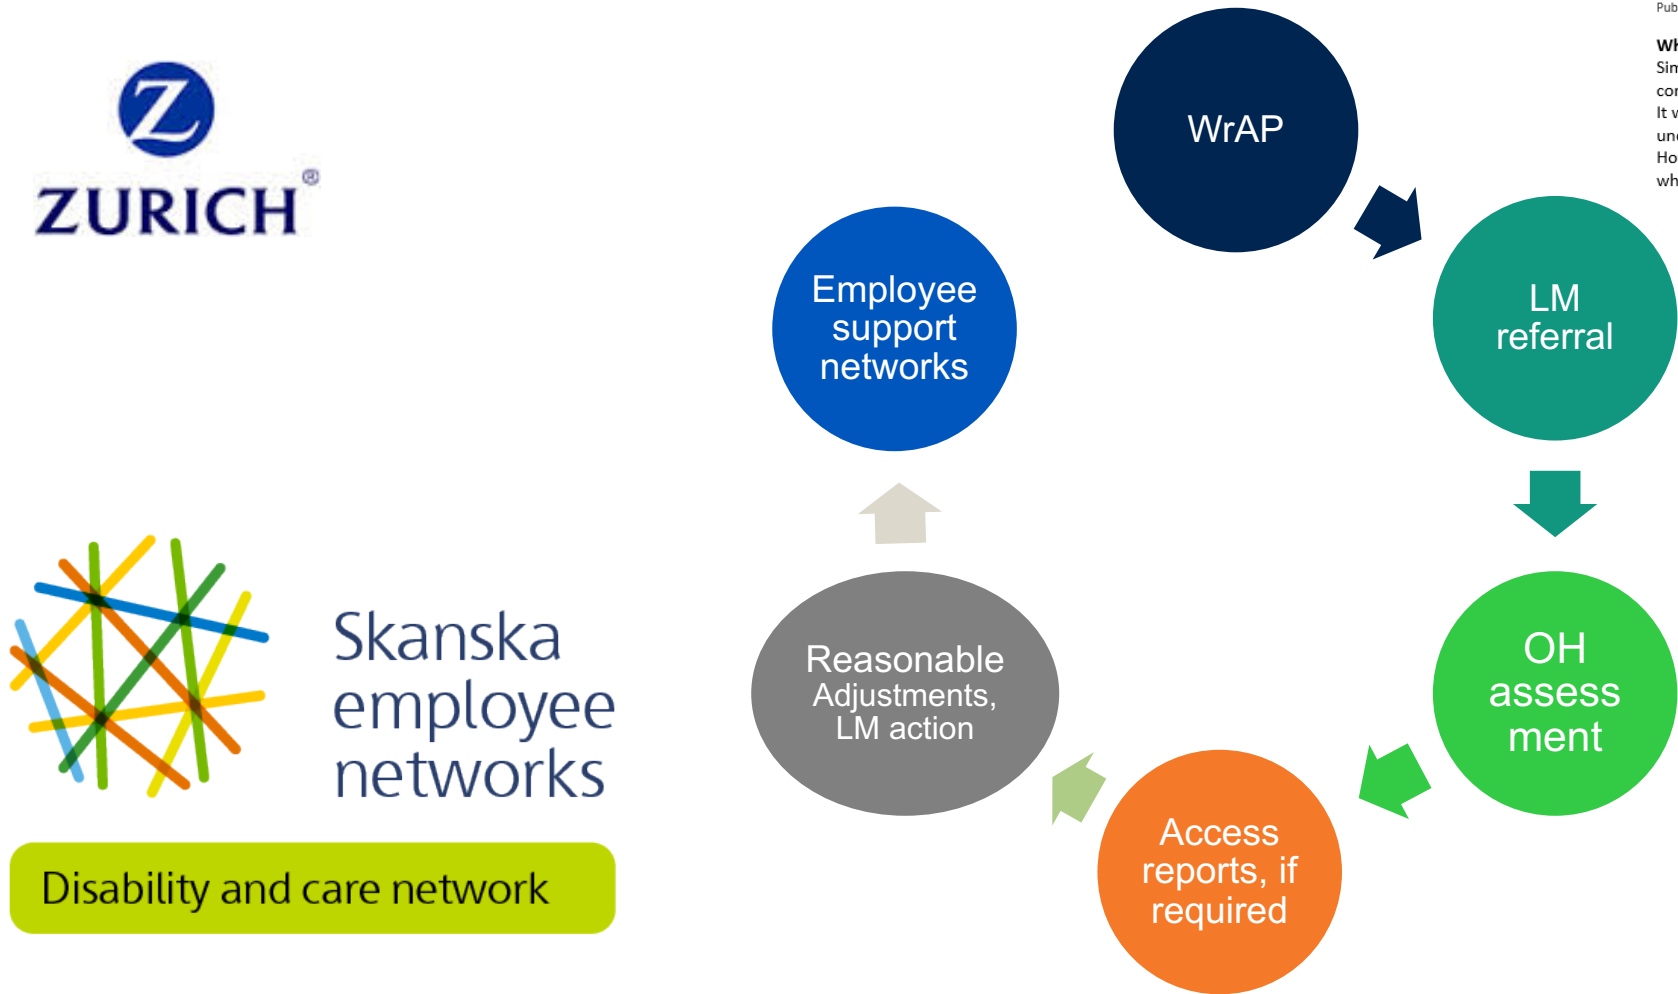 ZURICH®
Skanska
employee
networks
Disability and care network
WrAP
LM
referral
OH
assess
ment
Access
reports, if
required
Reasonable
Adjustments,
LM action
Employee
support
networks
It